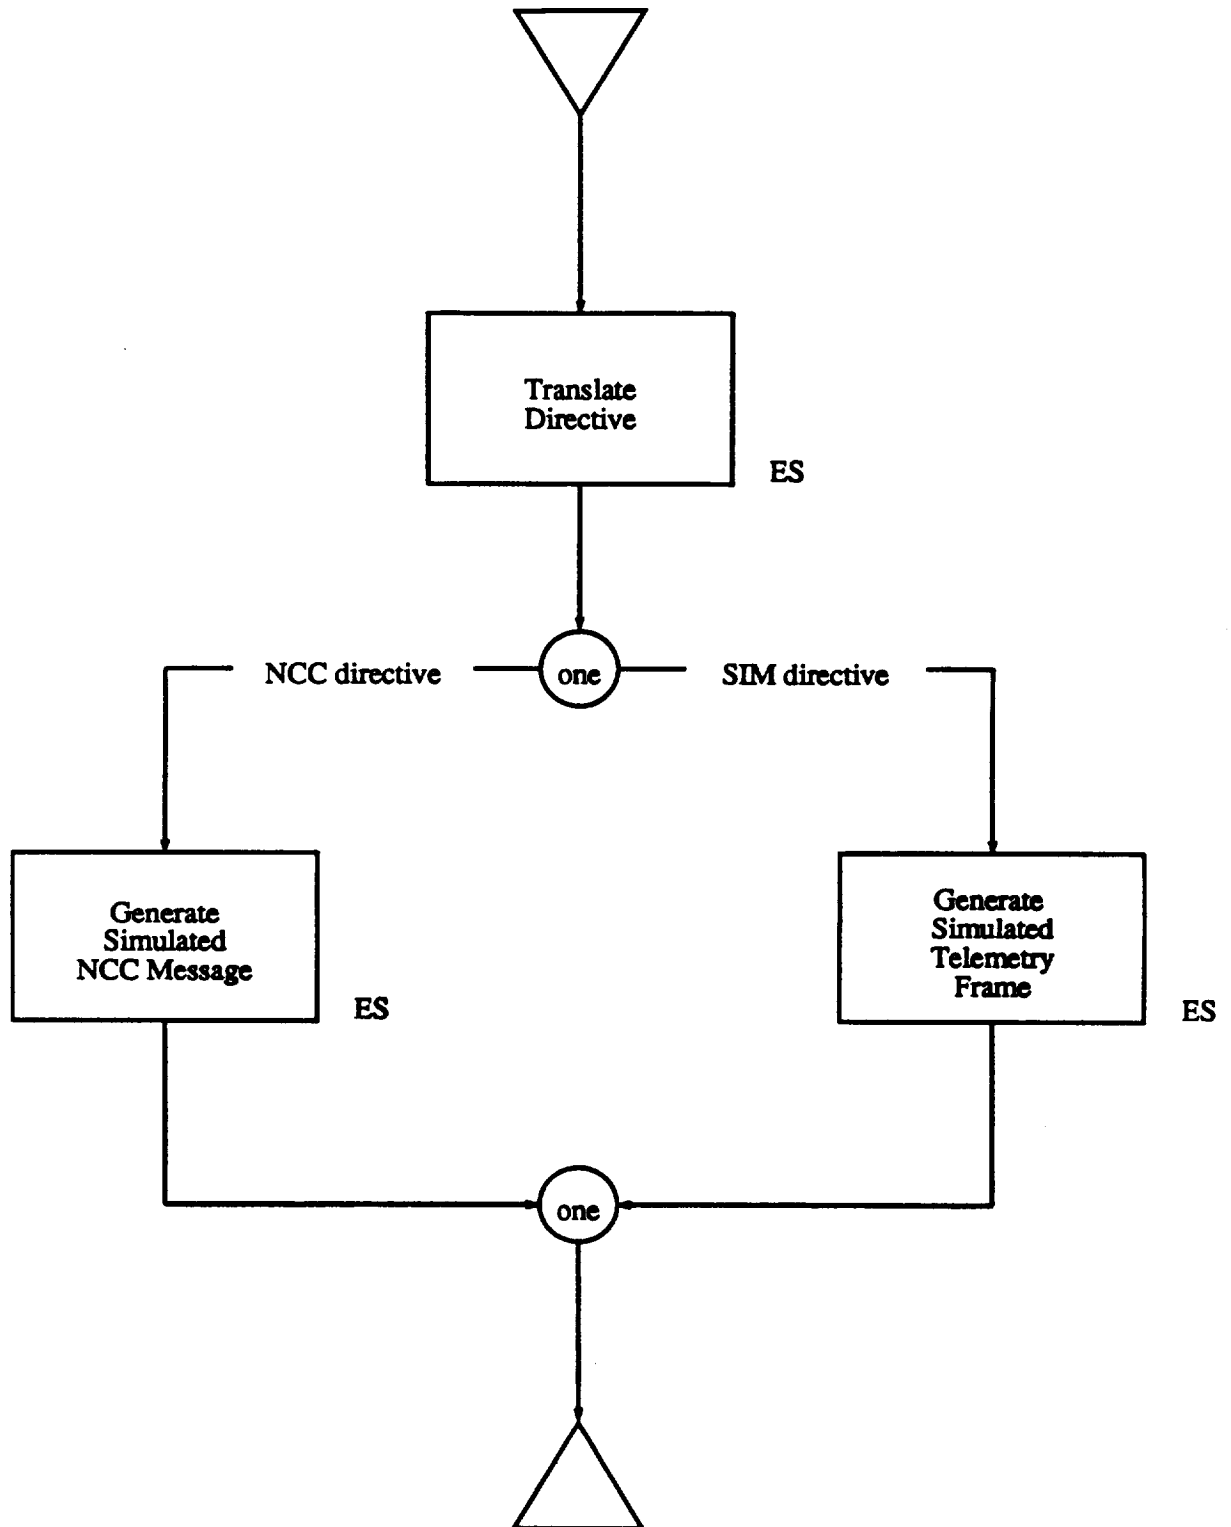 Translate
Directive
ES
NCC directive
one
SIM directive
Generate
Simulated
NCC Message
ES
Generate
Simulated
Telemetry
Frame
ES
one